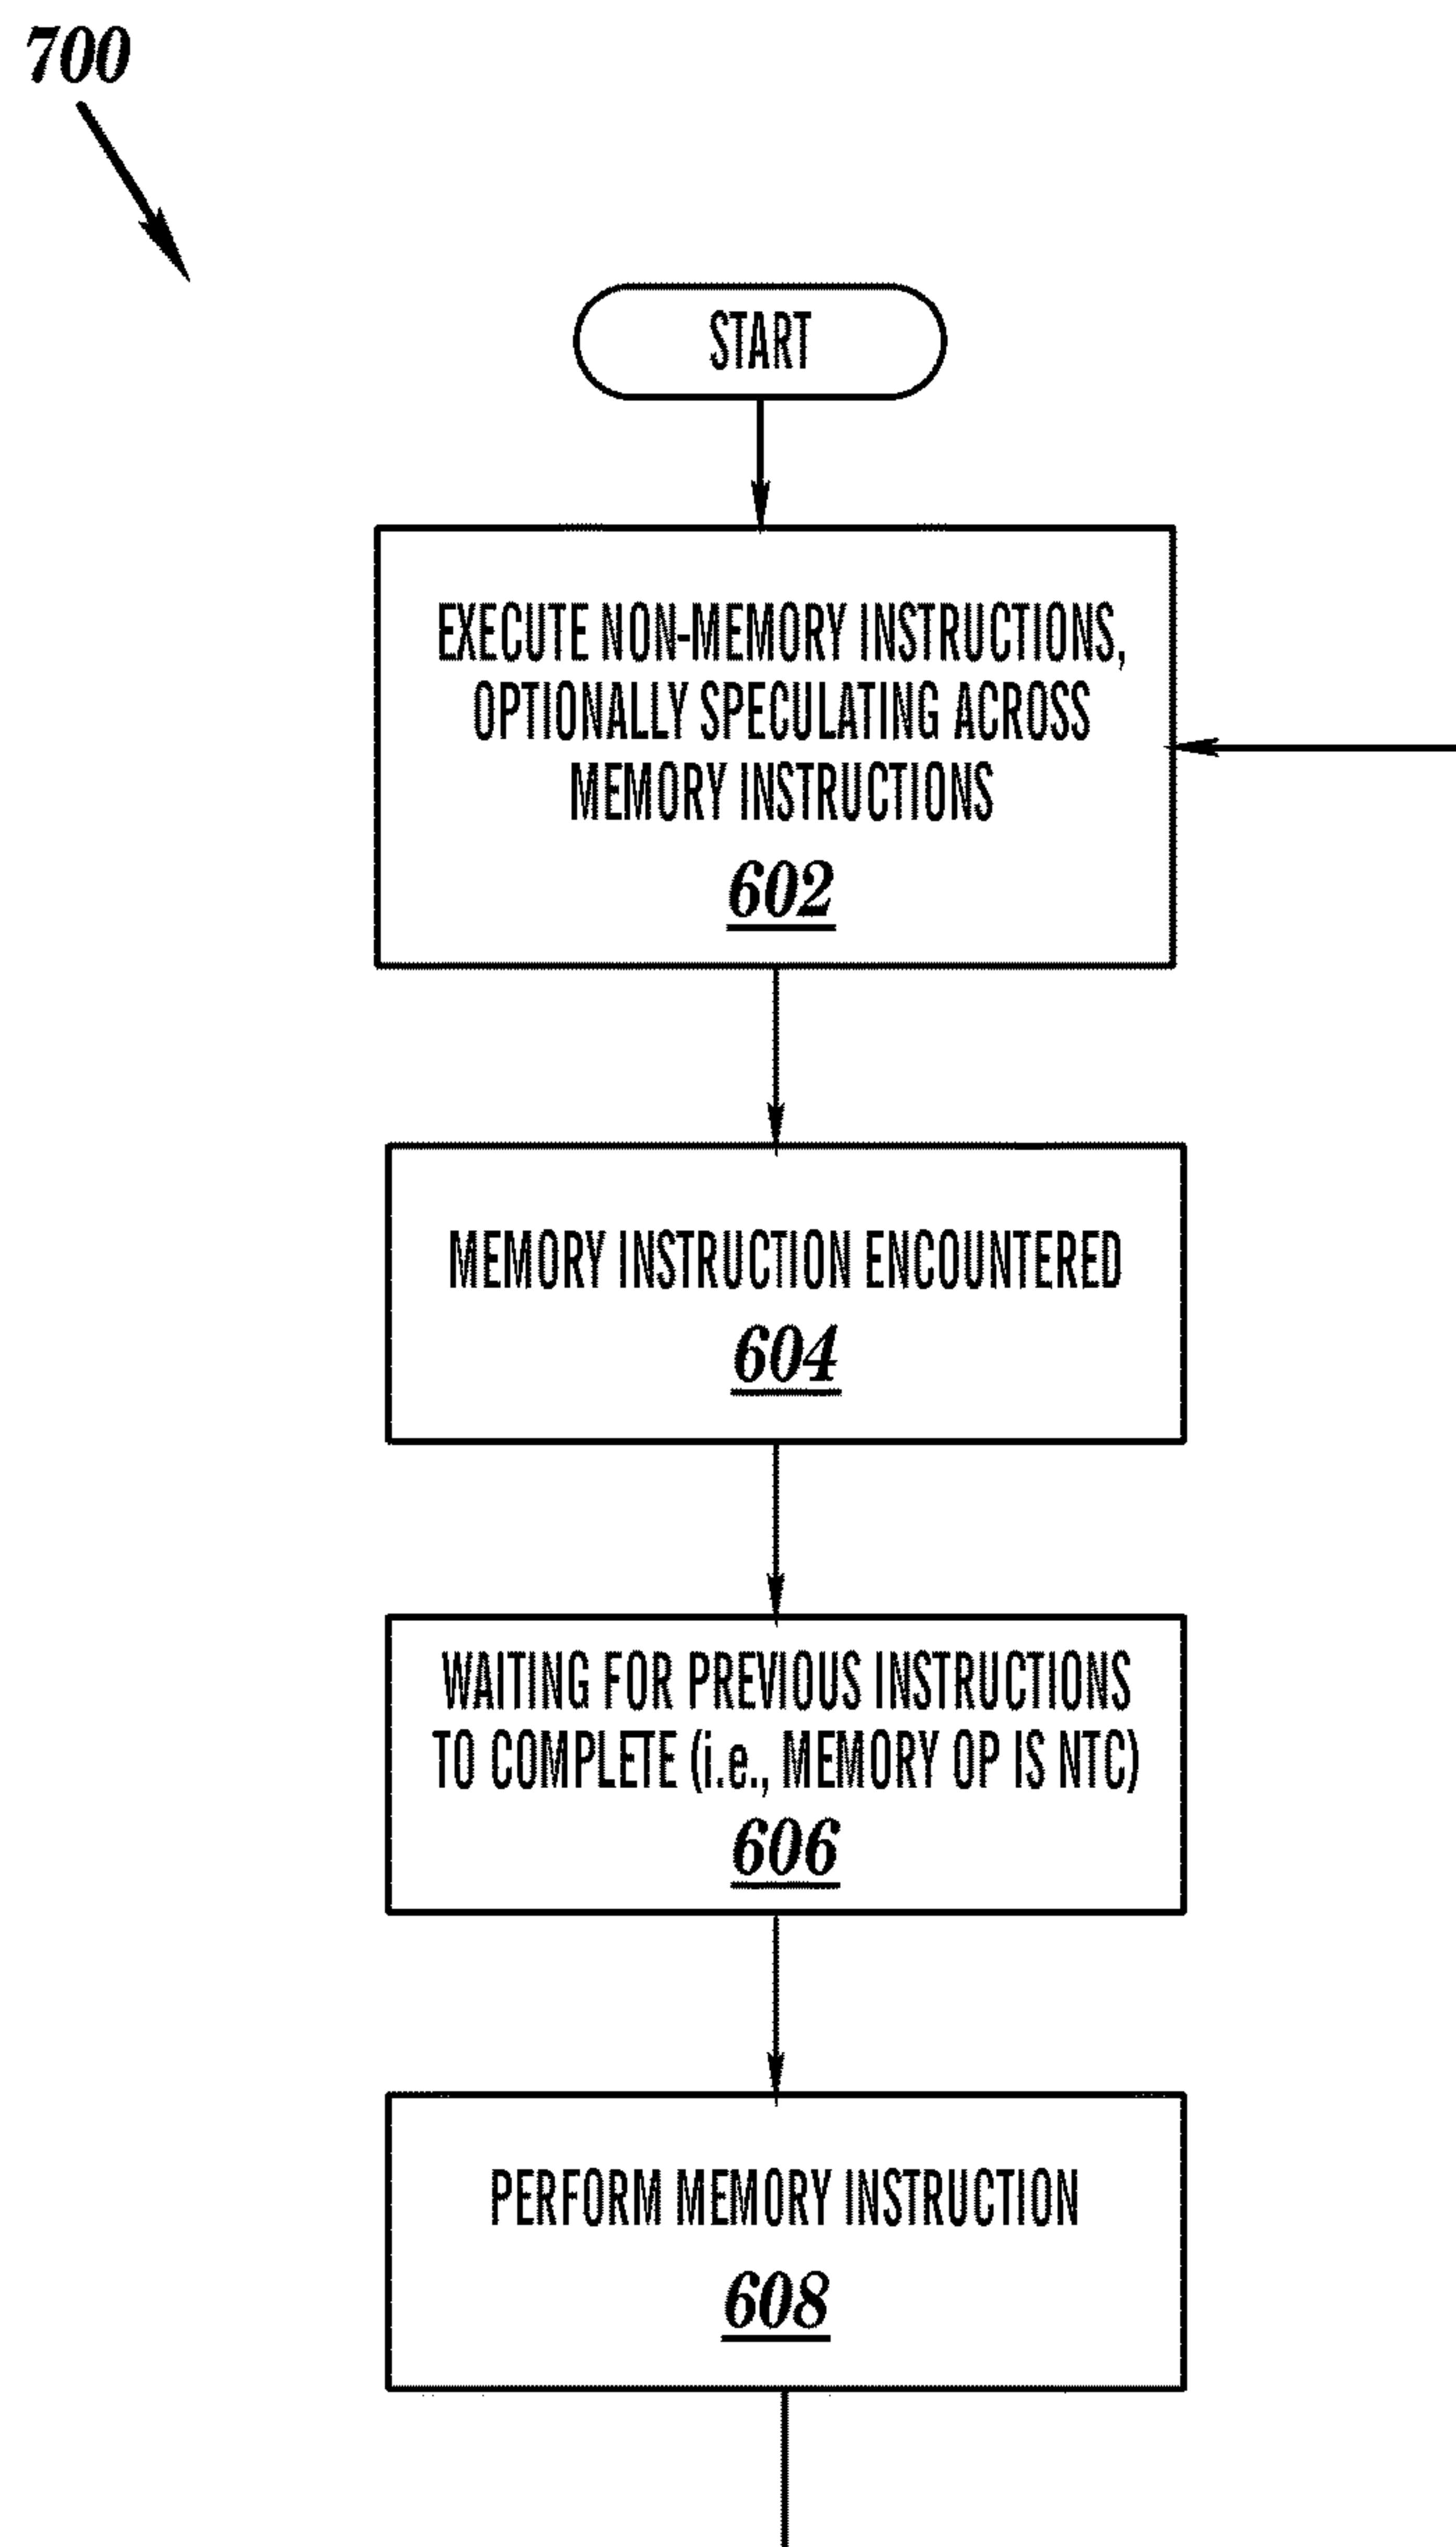 700
START
EXECUTE NON-MEMORY INSTRUCTIONS,
OPTIONALLY SPECULATING ACROSS
MEMORY INSTRUCTIONS
602
MEMORY INSTRUCTION ENCOUNTERED
604
WAITING FOR PREVIOUS INSTRUCTIONS
TO COMPLETE (i.e., MEMORY OP IS NTC)
606
PERFORM MEMORY INSTRUCTION
608